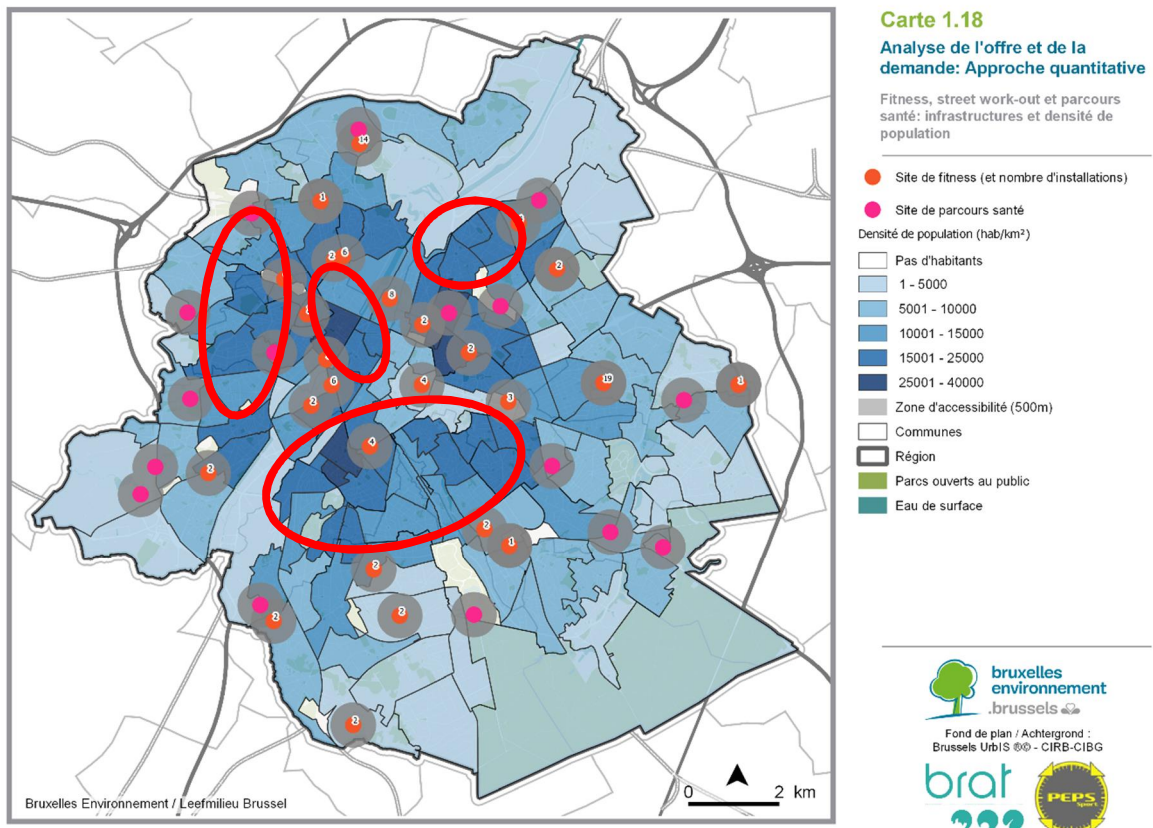 Carte 1.18
Analyse de l'offre et de la
demande: Approche quantitative
Fitness, street work-out et parcours
santé: infrastructures et densité de
population
Site de fitness (et nombre d'installations)
Site de parcours santé
Densité de population (hab/km²)
Pas d'habitants
1 - 5000
5001 - 10000
10001 - 15000
15001 - 25000
25001 - 40000
Zone d'accessibilité (500m)
Communes
Région
Parcs ouverts au public
Eau de surface
14
1
2 6
2
8
2
2
4
19
1
3
6
2
4
2
2
1
2
2
2
2
0 2 km
Bruxelles Environnement / Leefmilieu Brussel
bruxelles
environnement
.brussels
Fond de plan / Achtergrond :
Brussels UrbIS ®© - CIRB-CIBG
brat
PEPS
Sport